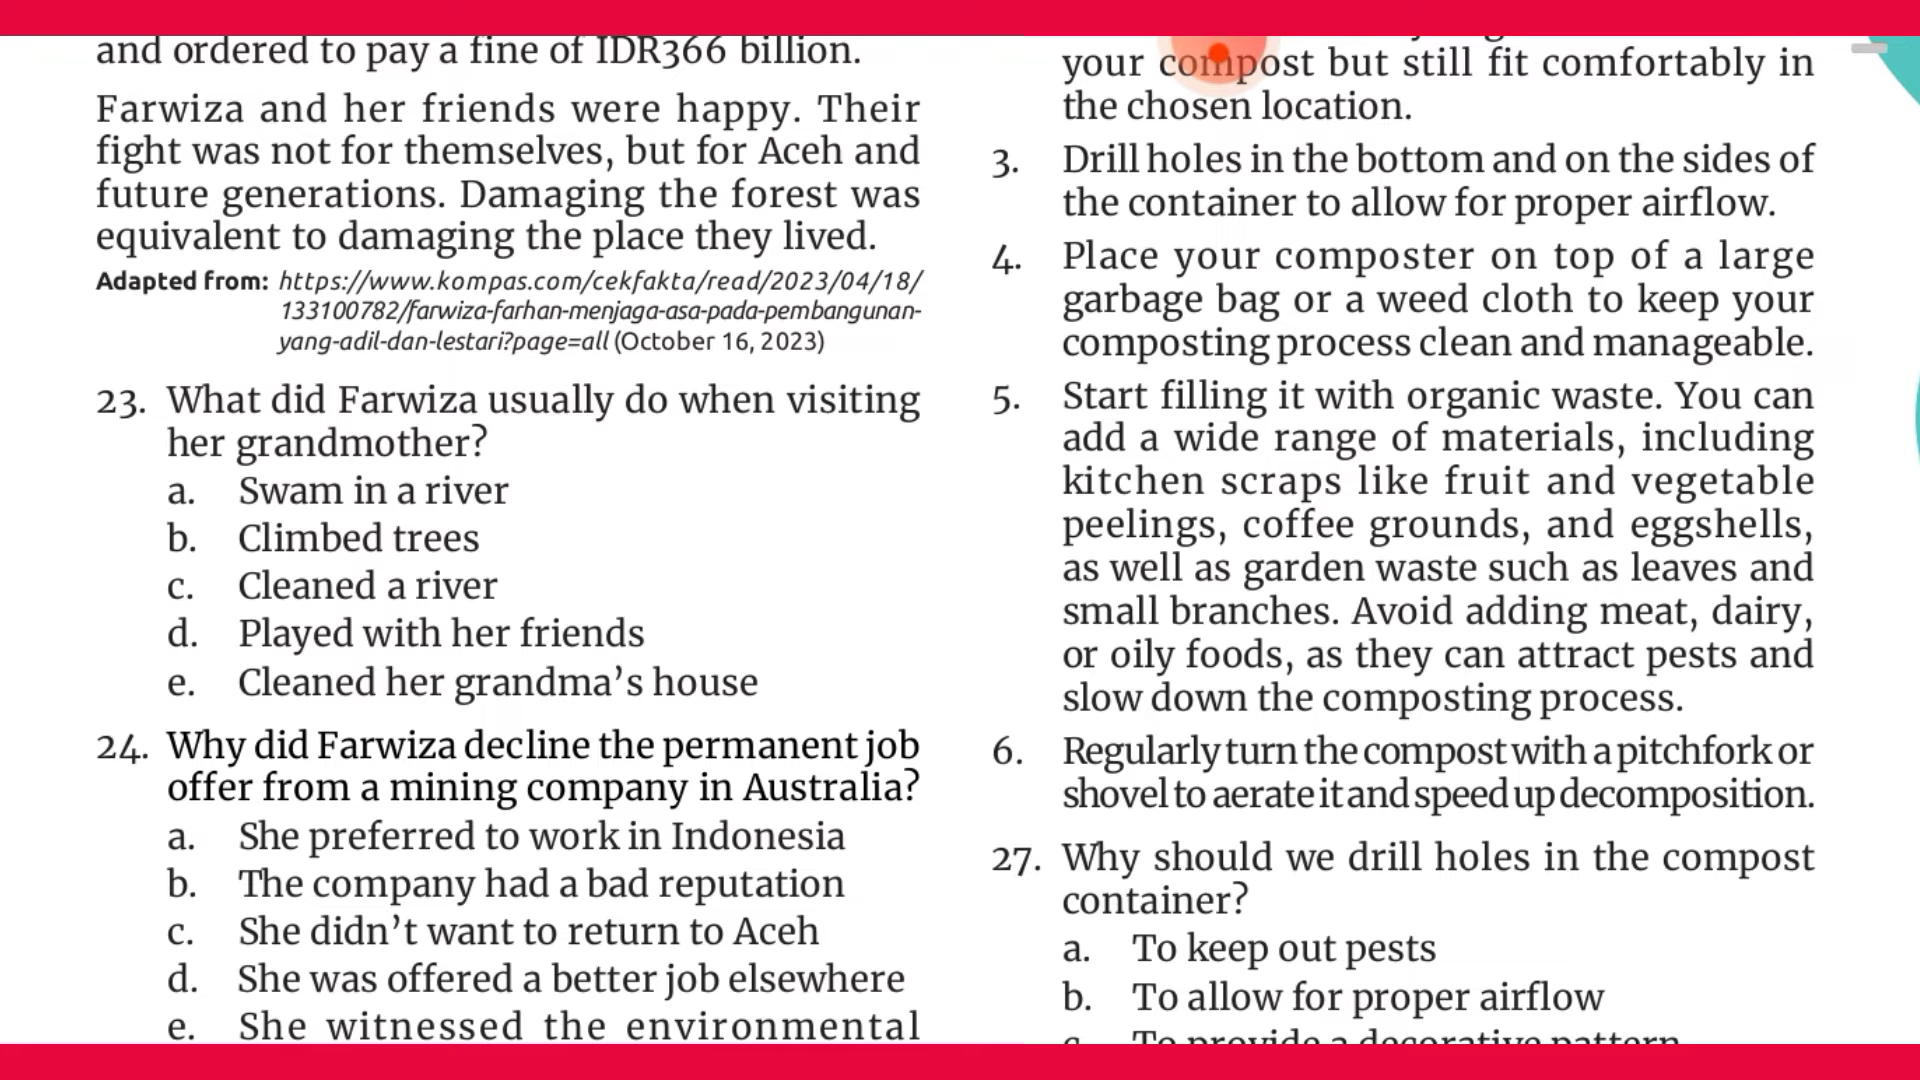 and ordered to pay a fine of IDR366 billion.
Farwiza and her friends were happy. Their
fight was not for themselves, but for Aceh and
future generations. Damaging the forest was
equivalent to damaging the place they lived.
Adapted from: https://www.kompas.com/cekfakta/read/2023/04/18/
133100782/farwiza-farhan-menjaga-asa-pada-pembangunan-
yang-adil-dan-lestari?page=all (October 16, 2023)
23. What did Farwiza usually do when visiting
her grandmother?
a. Swam in a river
b. Climbed trees
c. Cleaned a river
d. Played with her friends
e. Cleaned her grandma’s house
24. Why did Farwiza decline the permanent job
offer from a mining company in Australia?
a. She preferred to work in Indonesia
b. The company had a bad reputation
c. She didn’t want to return to Aceh
d. She was offered a better job elsewhere
e. She witnessed the environmental
your compost but still fit comfortably in
the chosen location.
3. Drill holes in the bottom and on the sides of
the container to allow for proper airflow.
4. Place your composter on top of a large
garbage bag or a weed cloth to keep your
composting process clean and manageable.
5. Start filling it with organic waste. You can
add a wide range of materials, including
kitchen scraps like fruit and vegetable
peelings, coffee grounds, and eggshells,
as well as garden waste such as leaves and
small branches. Avoid adding meat, dairy,
or oily foods, as they can attract pests and
slow down the composting process.
6. Regularly turn the compost with a pitchfork or
shovel to aerate it and speed up decomposition.
27. Why should we drill holes in the compost
container?
a. To keep out pests
b. To allow for proper airflow
c. To provide a decorative pattern